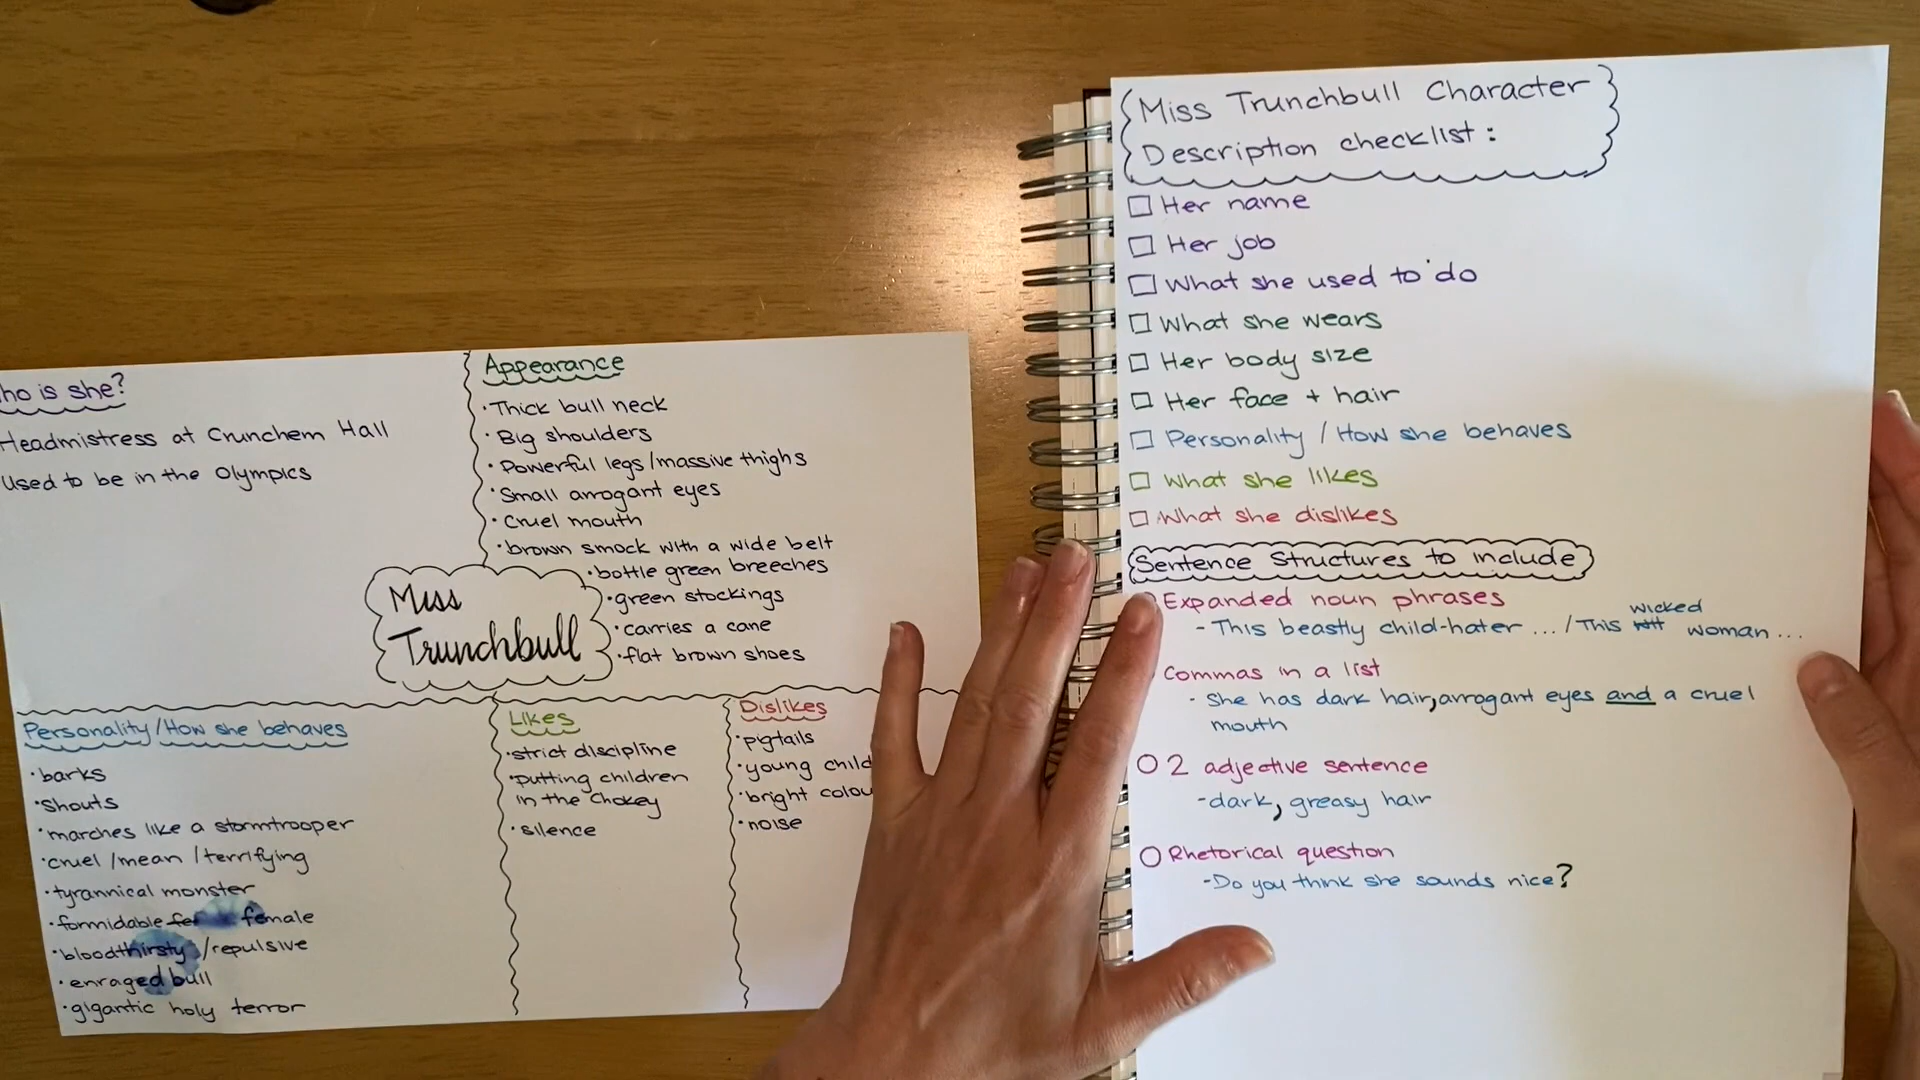 ho is she?
Headmistress at Crunchem Hall
Used to be in the Olympics
Appearance
·Thick bull neck
·Big shoulders
·Powerful legs/massive thighs
·Small arrogant eyes
·Cruel mouth
·brown smock with a wide belt
·bottle green breeches
·green stockings
·carries a cane
·flat brown shoes
Miss
Trunchbull
Personality/How she behaves
·barks
·shouts
·marches like a stormtrooper
·cruel/mean/terrifying
·tyrannical monster
·formidable female
·bloodthirsty/repulsive
·enraged bull
·gigantic holy terror
Likes
·strict discipline
·putting children
in the Chokey
·silence
Dislikes
·pigtails
·young child
·bright colou
·noise
Miss Trunchbull Character
Description checklist:
Her name
Her job
What she used to do
What she wears
Her body size
Her face + hair
Personality/How she behaves
What she likes
What she dislikes
Sentence Structures to include
Expanded noun phrases
-This beastly child-hater .../This wicked woman...
Commas in a list
-She has dark hair, arrogant eyes and a cruel
mouth
2 adjective sentence
-dark, greasy hair
Rhetorical question
-Do you think she sounds nice?